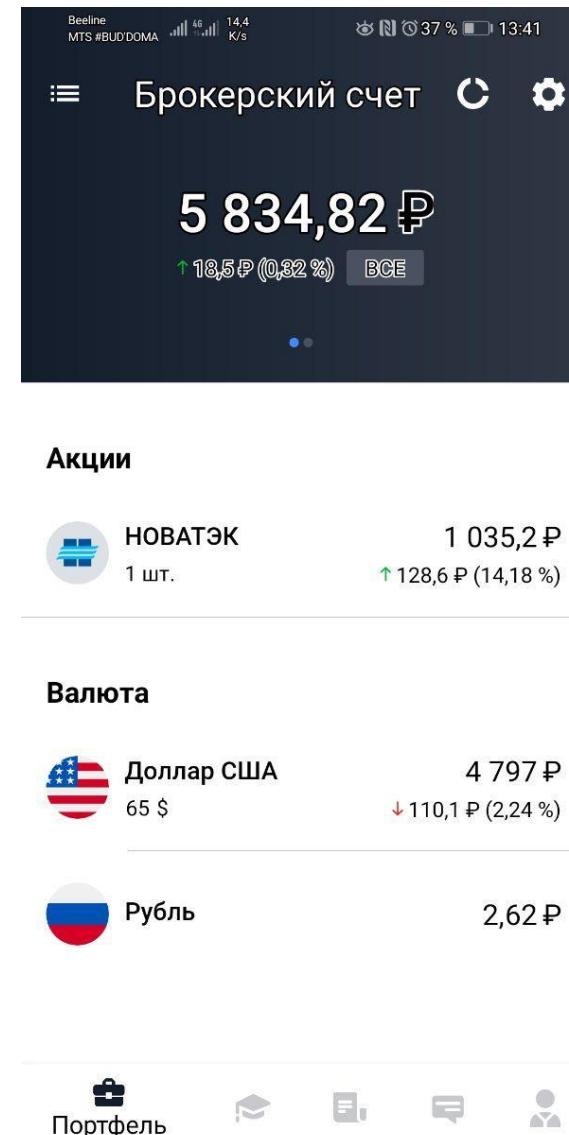 Beeline
MTS #BUD'DOMA 46 14,4 K/s 37 % 13:41
Брокерский счет
5 834,82 ₽
↑ 18,5 ₽ (0,32 %) ВСЕ
Акции
НОВАТЭК 1 035,2 ₽
1 шт. ↑ 128,6 ₽ (14,18 %)
Валюта
Доллар США 4 797 ₽
65 $ ↓ 110,1 ₽ (2,24 %)
Рубль 2,62 ₽
Портфель